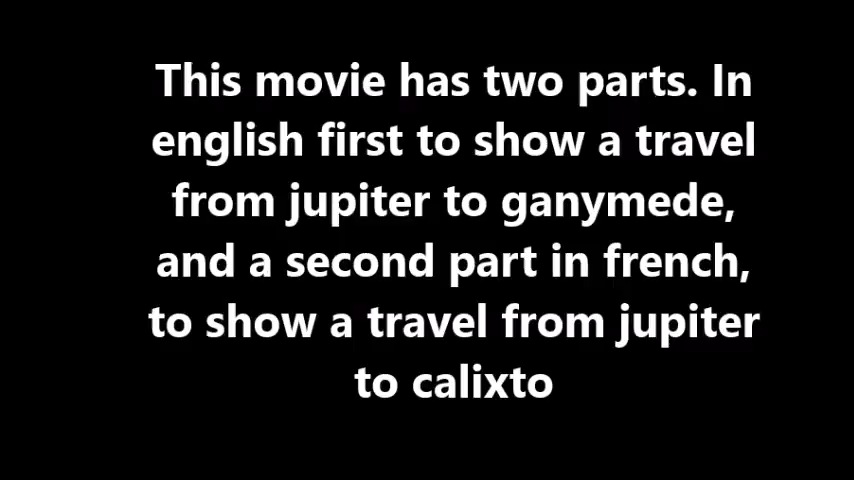 This movie has two parts. In
english first to show a travel
from jupiter to ganymede,
and a second part in french,
to show a travel from jupiter
to calixto